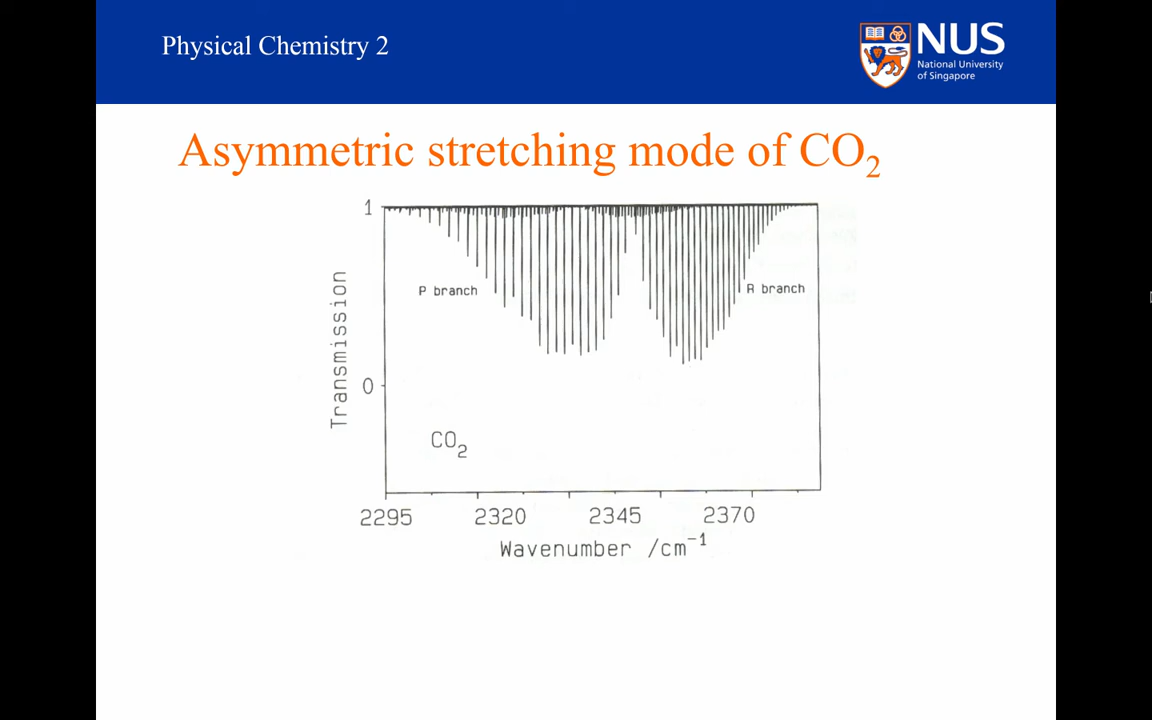 Physical Chemistry 2
NUS
National University
of Singapore
Asymmetric stretching mode of CO₂
1
P branch
R branch
Transmission
0
CO₂
2295 2320 2345 2370
Wavenumber /cm⁻¹